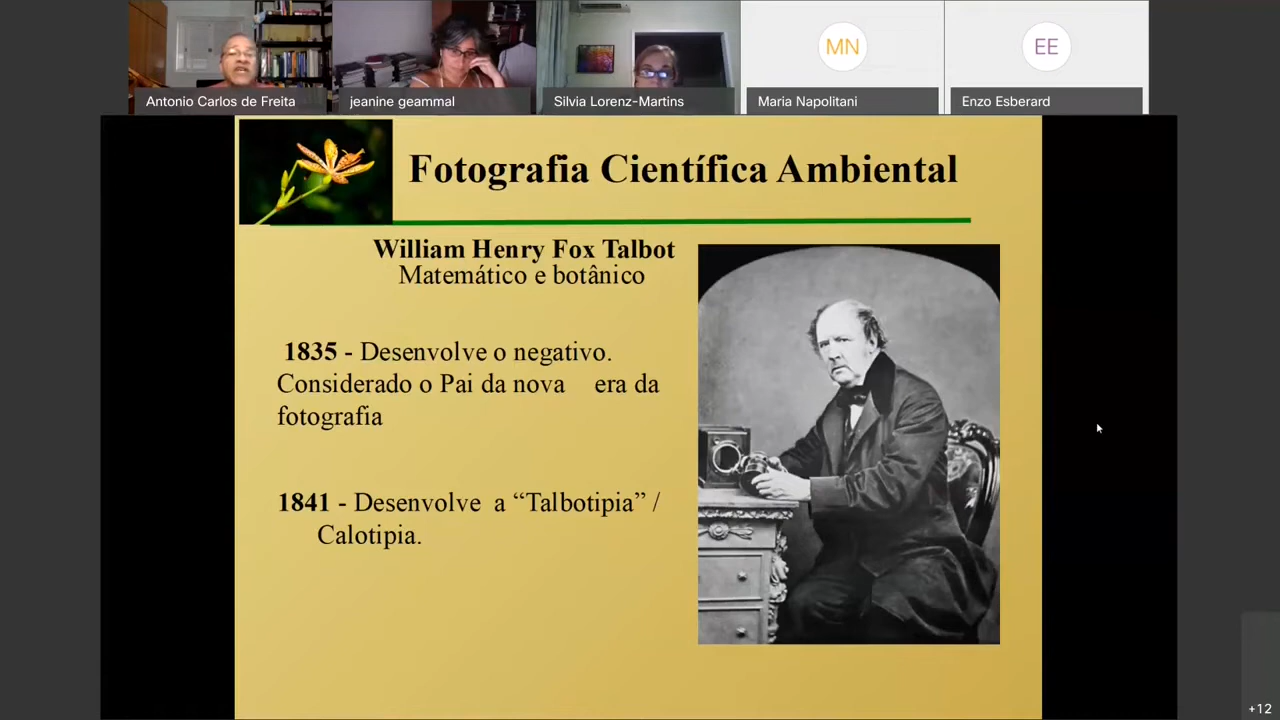 MN
EE
Antonio Carlos de Freita
jeanine geammal
Silvia Lorenz-Martins
Maria Napolitani
Enzo Esberard
Fotografia Científica Ambiental
William Henry Fox Talbot
Matemático e botânico
1835 - Desenvolve o negativo.
Considerado o Pai da nova era da
fotografia
1841 - Desenvolve a “Talbotipia” /
Calotipia.
+12